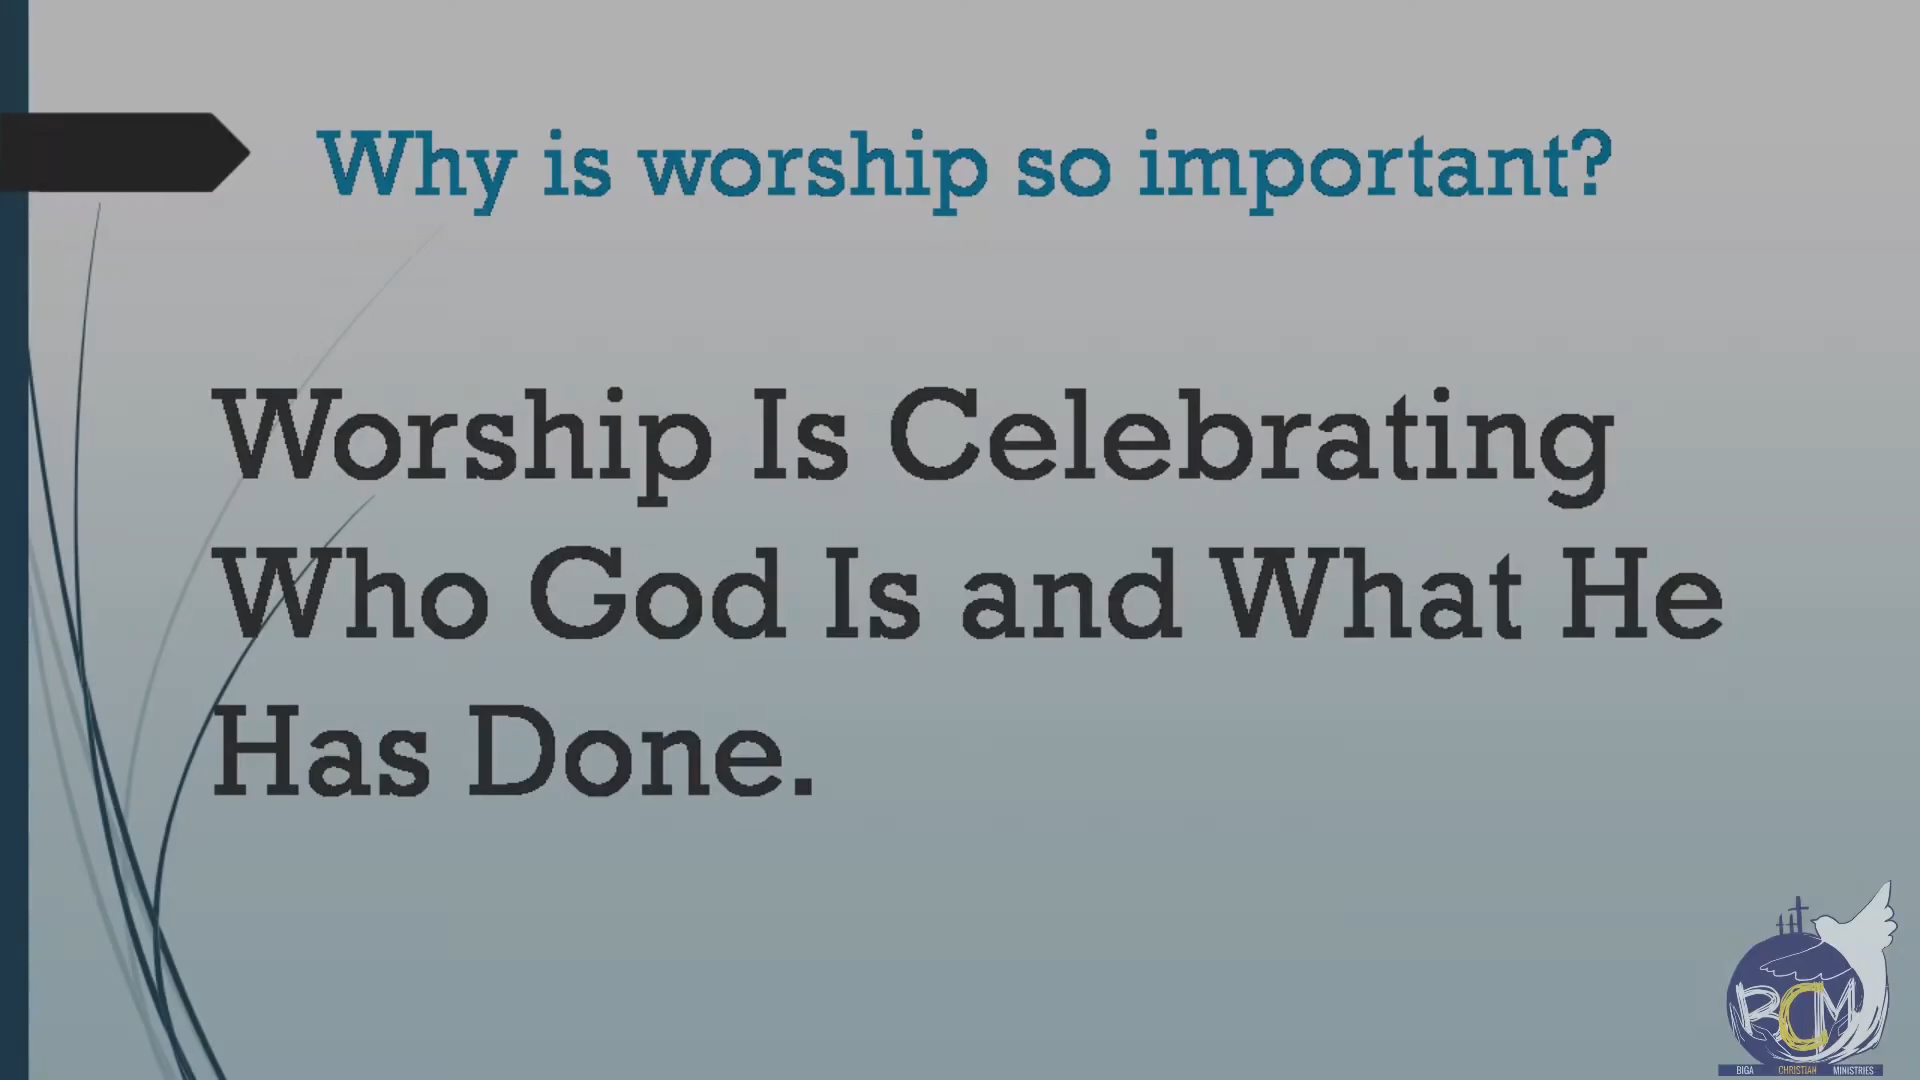 Why is worship so important?
Worship Is Celebrating
Who God Is and What He
Has Done.
BCM
BIGA CHRISTIAN MINISTRIES